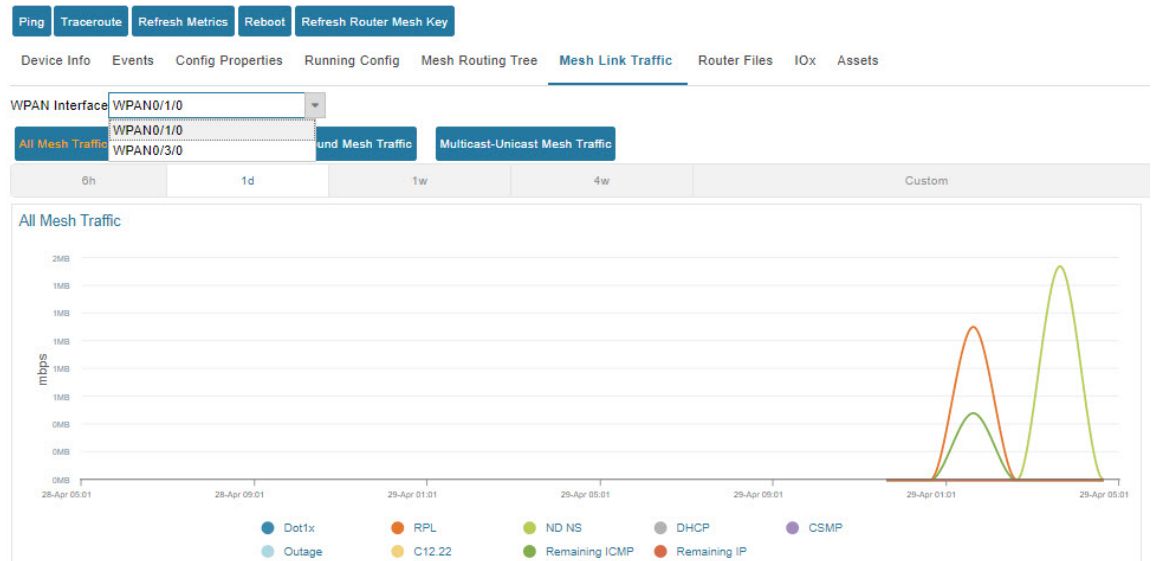 Ping Traceroute Refresh Metrics Reboot Refresh Router Mesh Key
Device Info Events Config Properties Running Config Mesh Routing Tree Mesh Link Traffic Router Files IOx Assets
WPAN Interface WPAN0/1/0
WPAN0/1/0
WPAN0/3/0
All Mesh Traffic und Mesh Traffic Multicast-Unicast Mesh Traffic
6h 1d 1w 4w Custom
All Mesh Traffic
2MB
1MB
1MB
1MB
1MB
1MB
0MB
0MB
0MB
mbps
28-Apr 05:01 28-Apr 09:01 29-Apr 01:01 29-Apr 05:01 29-Apr 09:01 29-Apr 01:01 29-Apr 05:01
Dot1x RPL ND NS DHCP CSMP
Outage C12.22 Remaining ICMP Remaining IP